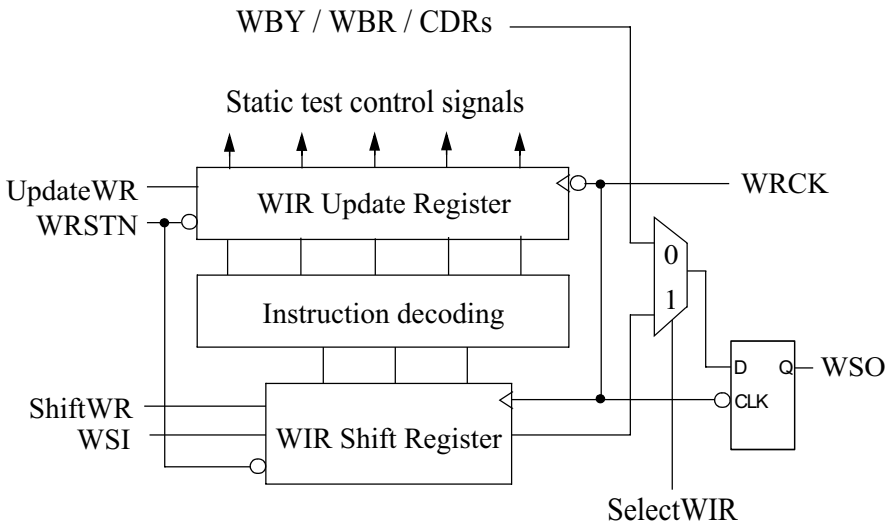 WBY / WBR / CDRs
Static test control signals
UpdateWR
WIR Update Register
WRCK
WRSTN
0
Instruction decoding
1
D
Q
WSO
CLK
ShiftWR
WSI
WIR Shift Register
SelectWIR